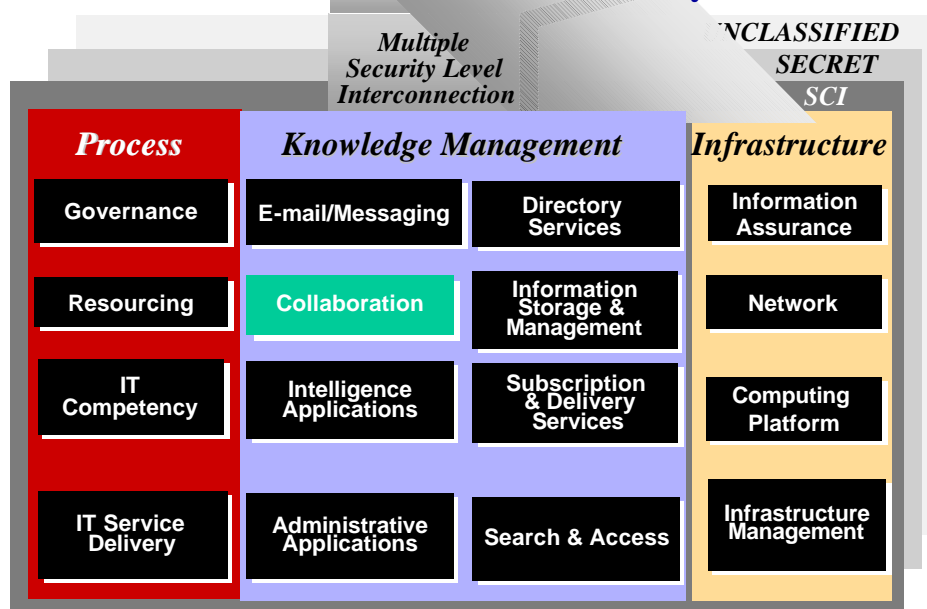 Multiple
Security Level
Interconnection
UNCLASSIFIED
SECRET
SCI
Process
Knowledge Management
Infrastructure
Governance
E-mail/Messaging
Directory
Services
Information
Assurance
Resourcing
Collaboration
Information
Storage &
Management
Network
IT
Competency
Intelligence
Applications
Subscription
& Delivery
Services
Computing
Platform
IT Service
Delivery
Administrative
Applications
Search & Access
Infrastructure
Management